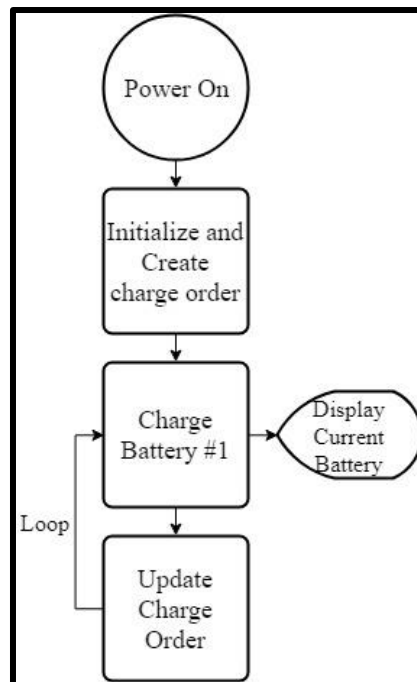 Power On
Initialize and
Create
charge order
Charge
Battery #1
Display
Current
Battery
Loop
Update
Charge
Order